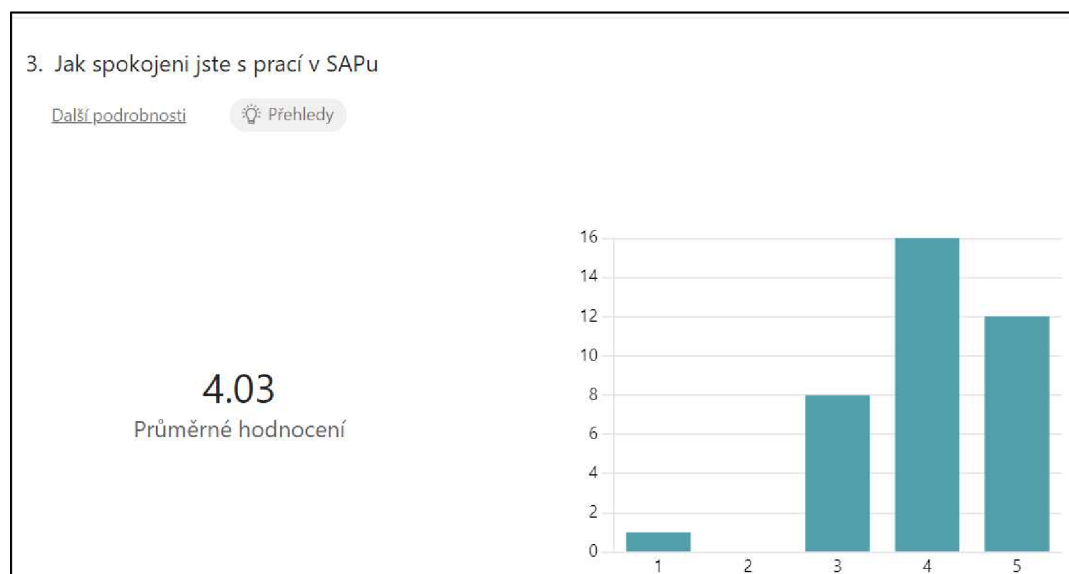 3. Jak spokojeni jste s prací v SAPu
Další podrobnosti
Přehledy
4.03
Průměrné hodnocení
16
14
12
10
8
6
4
2
0
1 2 3 4 5